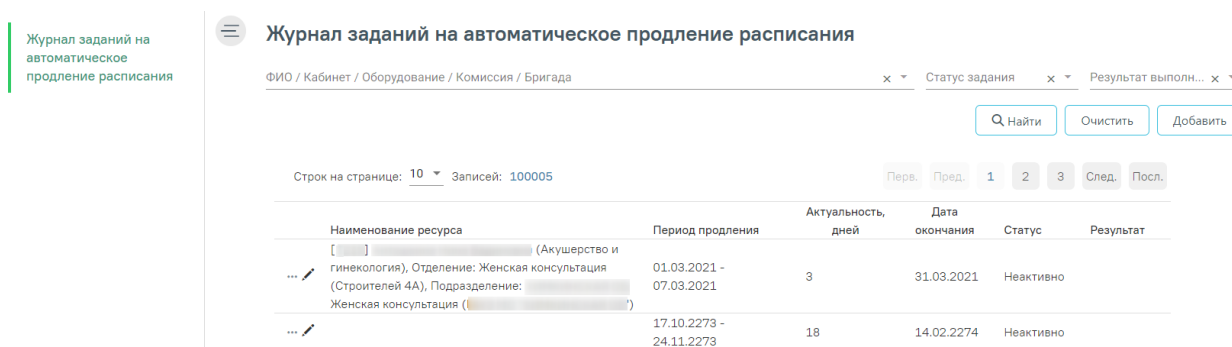 Журнал заданий на
автоматическое
продление расписания
Журнал заданий на автоматическое продление расписания
ФИО / Кабинет / Оборудование / Комиссия / Бригада
Статус задания
Результат выполн...
Найти
Очистить
Добавить
Строк на странице: 10 Записей: 100005
Перв. Пред. 1 2 3 След. Посл.
Наименование ресурса
Период продления
Актуальность,
дней
Дата
окончания
Статус
Результат
[ ] (Акушерство и
гинекология), Отделение: Женская консультация
(Строителей 4А), Подразделение:
Женская консультация ( ")
01.03.2021 -
07.03.2021
3
31.03.2021
Неактивно
17.10.2273 -
24.11.2273
18
14.02.2274
Неактивно